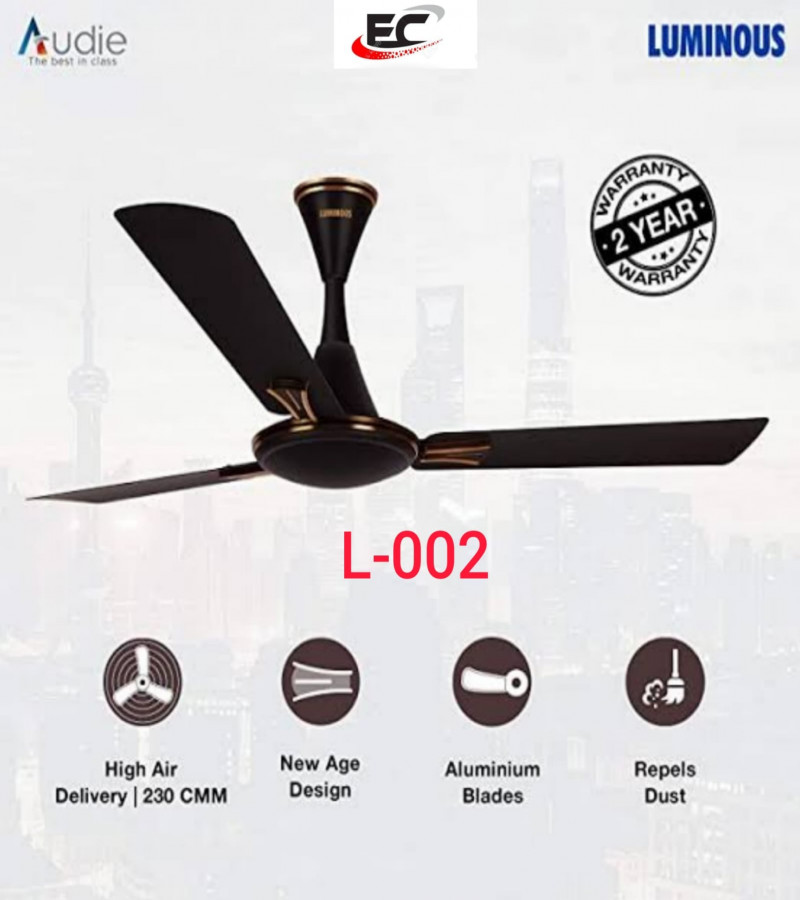 Audie
The best in class
EC
LUMINOUS
LUMINOUS
WARRANTY
2 YEAR
WARRANTY
L-002
High Air
Delivery | 230 CMM
New Age
Design
Aluminium
Blades
Repels
Dust